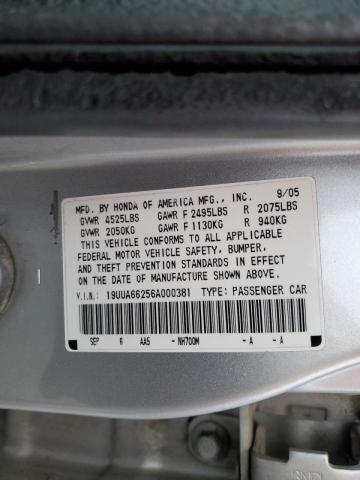 MFD. BY HONDA OF AMERICA MFG., INC. 9/05
GVWR 4525LBS GAWR F 2495LBS R 2075LBS
GVWR 2050KG GAWR F 1130KG R 940KG
THIS VEHICLE CONFORMS TO ALL APPLICABLE
FEDERAL MOTOR VEHICLE SAFETY, BUMPER,
AND THEFT PREVENTION STANDARDS IN EFFECT
ON THE DATE OF MANUFACTURE SHOWN ABOVE.
V.I.N.: 19UUA66256A000381 TYPE: PASSENGER CAR
SEP R AA5 -NH700M -A -A